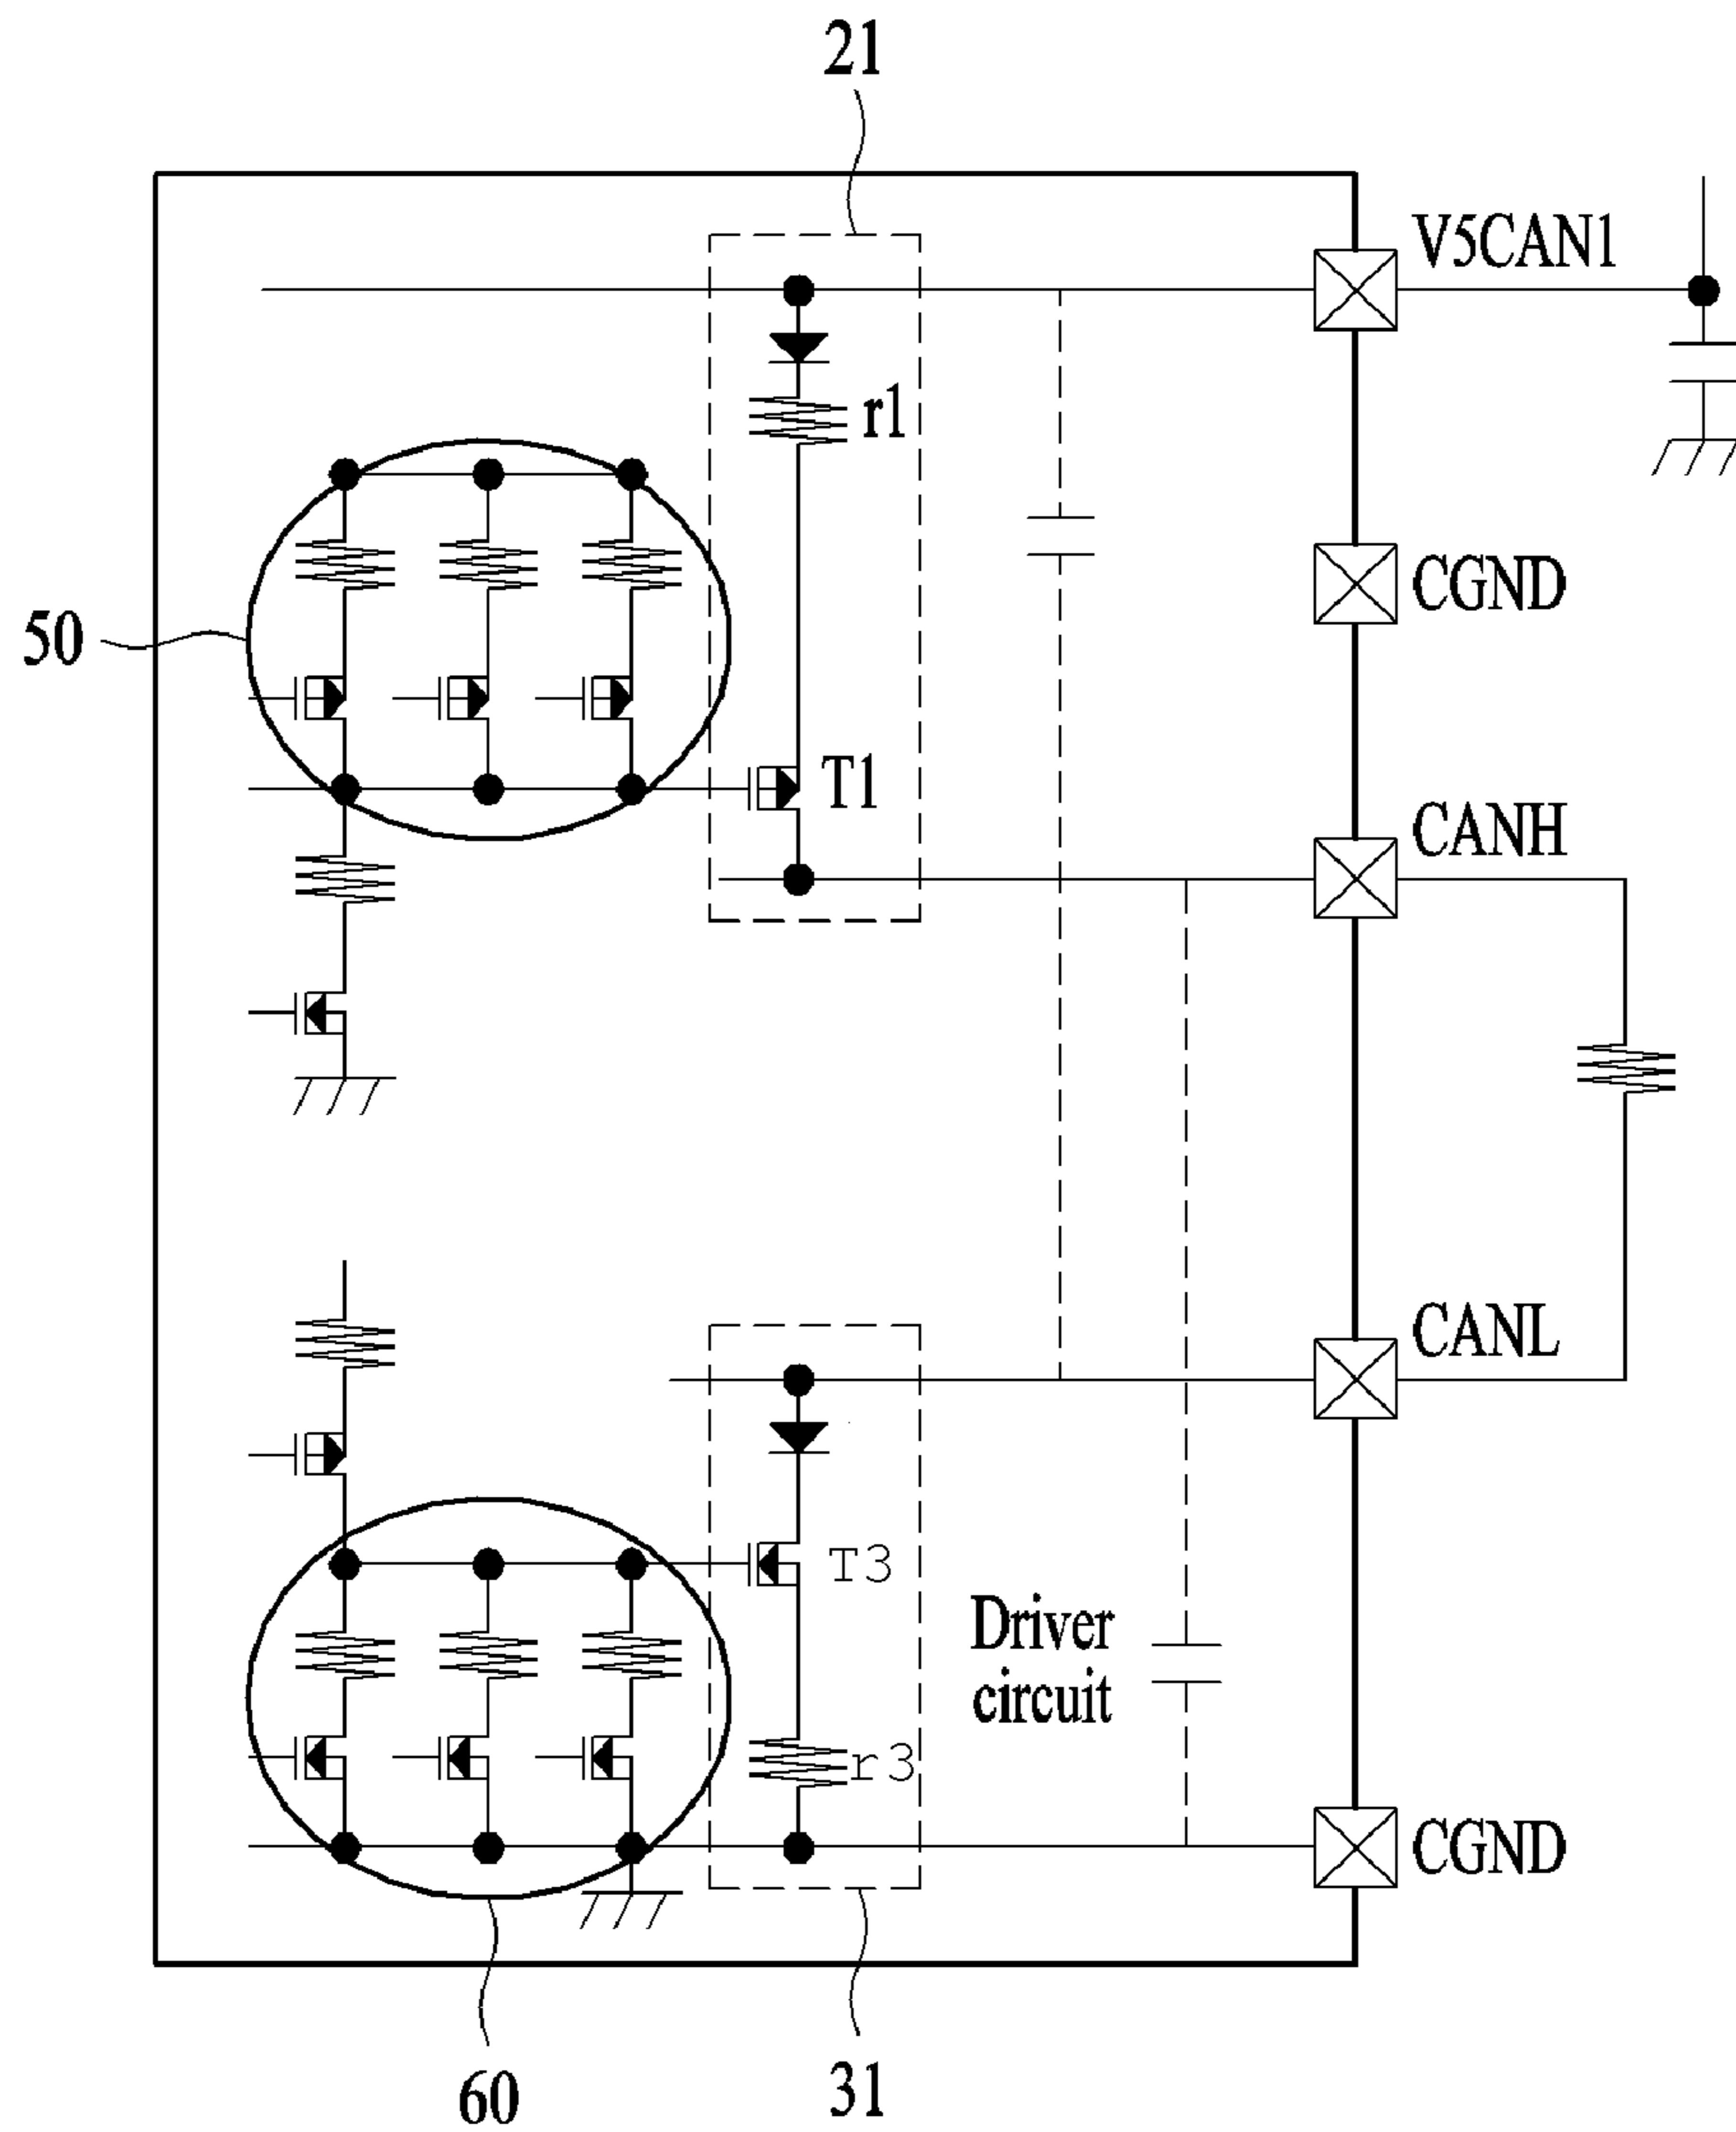 21
V5CAN1
r1
50
CGND
T1
CANH
CANL
T3
Driver
circuit
r3
CGND
60
31